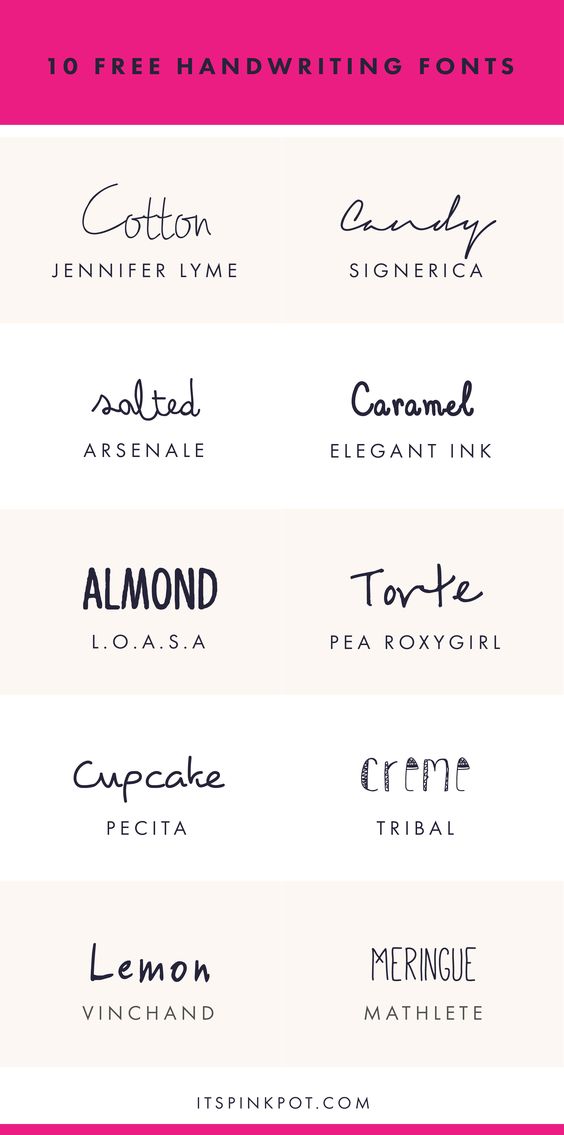 10 FREE HANDWRITING FONTS
Cotton
JENNIFER LYME
Candy
SIGNERICA
salted
ARSENALE
Caramel
ELEGANT INK
ALMOND
L.O.A.S.A
Torte
PEA ROXYGIRL
Cupcake
PECITA
creme
TRIBAL
Lemon
VINCHAND
MERINGUE
MATHLETE
ITSPINKPOT.COM